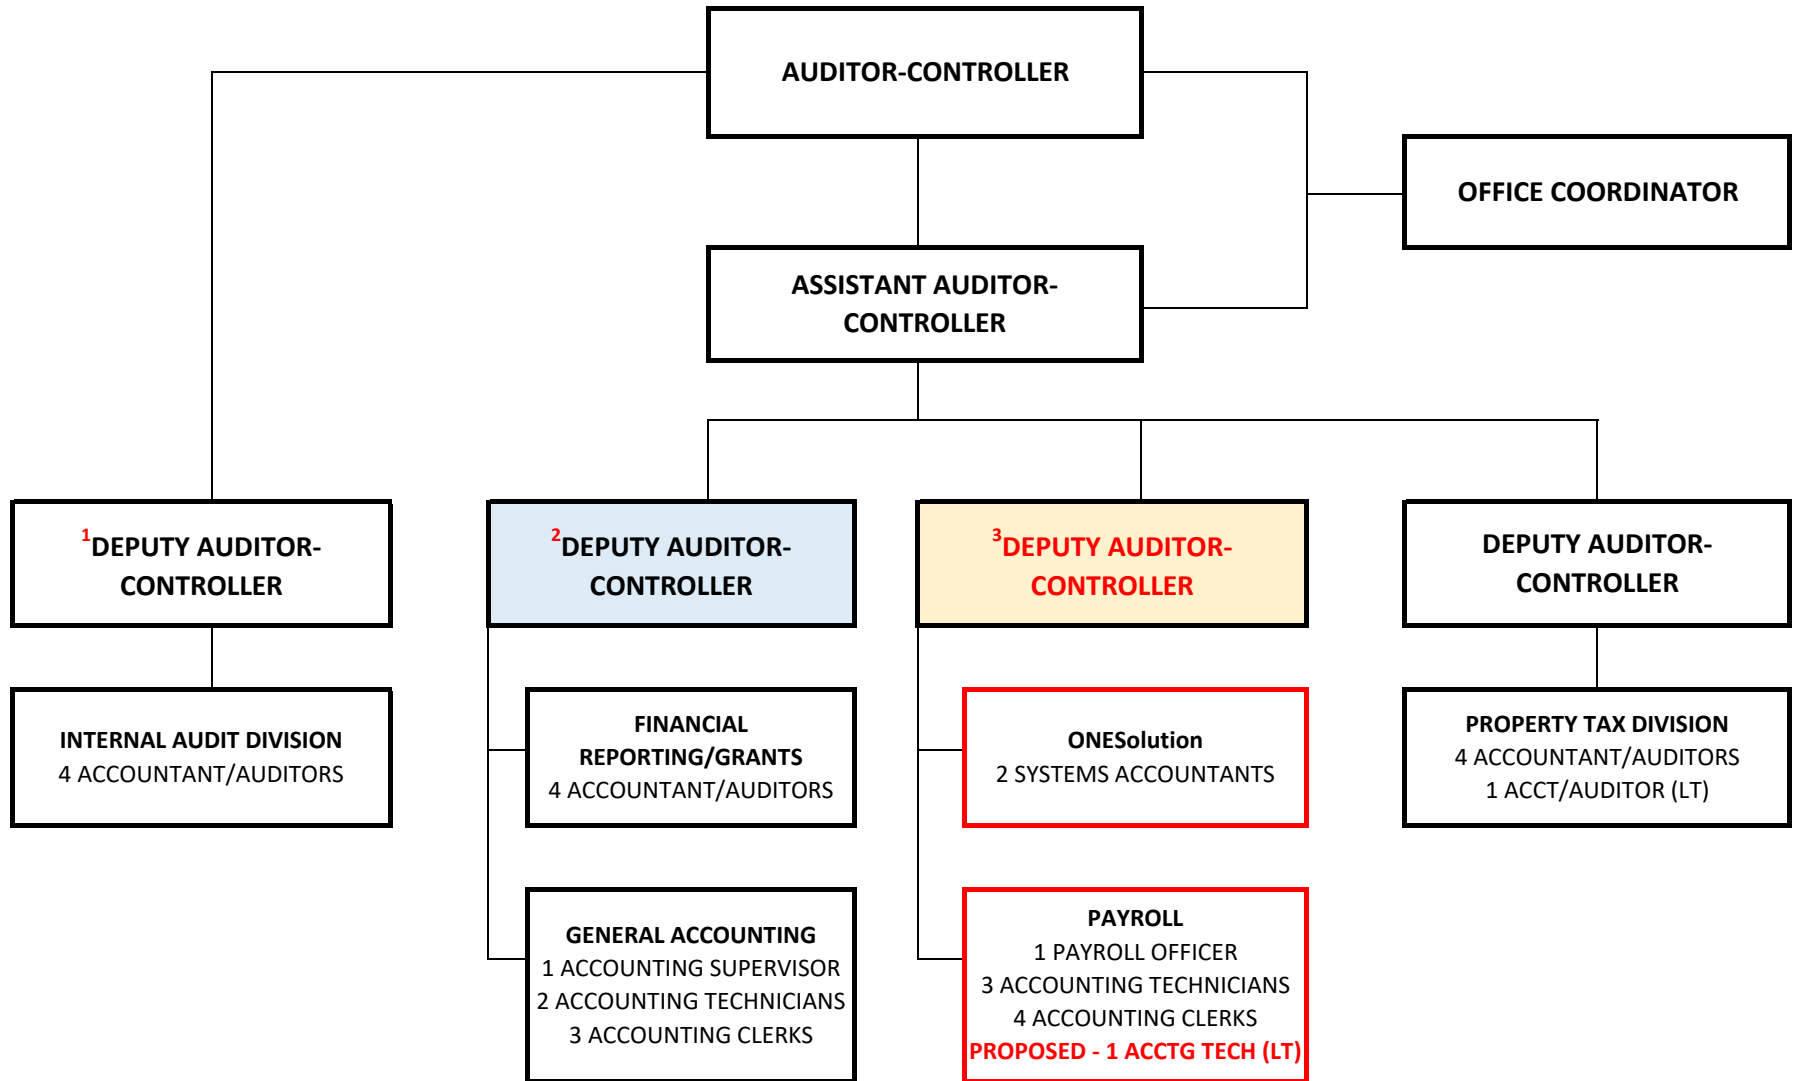 AUDITOR-CONTROLLER
OFFICE COORDINATOR
ASSISTANT AUDITOR-
CONTROLLER
1DEPUTY AUDITOR-
CONTROLLER
2DEPUTY AUDITOR-
CONTROLLER
3DEPUTY AUDITOR-
CONTROLLER
DEPUTY AUDITOR-
CONTROLLER
INTERNAL AUDIT DIVISION
4 ACCOUNTANT/AUDITORS
FINANCIAL
REPORTING/GRANTS
4 ACCOUNTANT/AUDITORS
ONESolution
2 SYSTEMS ACCOUNTANTS
PROPERTY TAX DIVISION
4 ACCOUNTANT/AUDITORS
1 ACCT/AUDITOR (LT)
GENERAL ACCOUNTING
1 ACCOUNTING SUPERVISOR
2 ACCOUNTING TECHNICIANS
3 ACCOUNTING CLERKS
PAYROLL
1 PAYROLL OFFICER
3 ACCOUNTING TECHNICIANS
4 ACCOUNTING CLERKS
PROPOSED - 1 ACCTG TECH (LT)